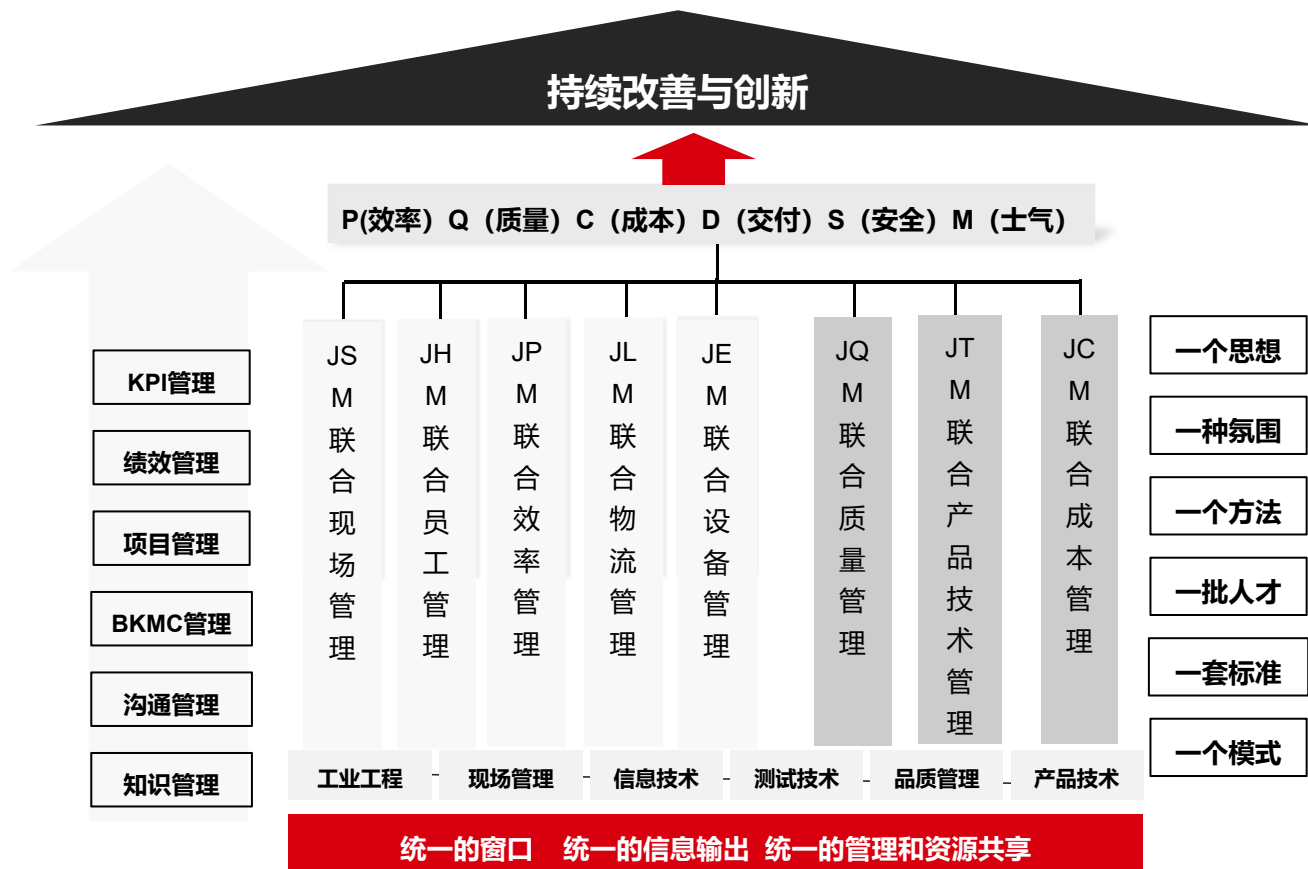 持续改善与创新
P(效率）Q（质量）C（成本）D（交付）S（安全）M（士气）
KPI管理
绩效管理
项目管理
BKMC管理
沟通管理
知识管理
JSM联合现场管理
JHM联合员工管理
JPM联合效率管理
JLM联合物流管理
JEM联合设备管理
JQM联合质量管理
JTM联合产品技术管理
JCM联合成本管理
一个思想
一种氛围
一个方法
一批人才
一套标准
一个模式
工业工程
现场管理
信息技术
测试技术
品质管理
产品技术
统一的窗口 统一的信息输出 统一的管理和资源共享